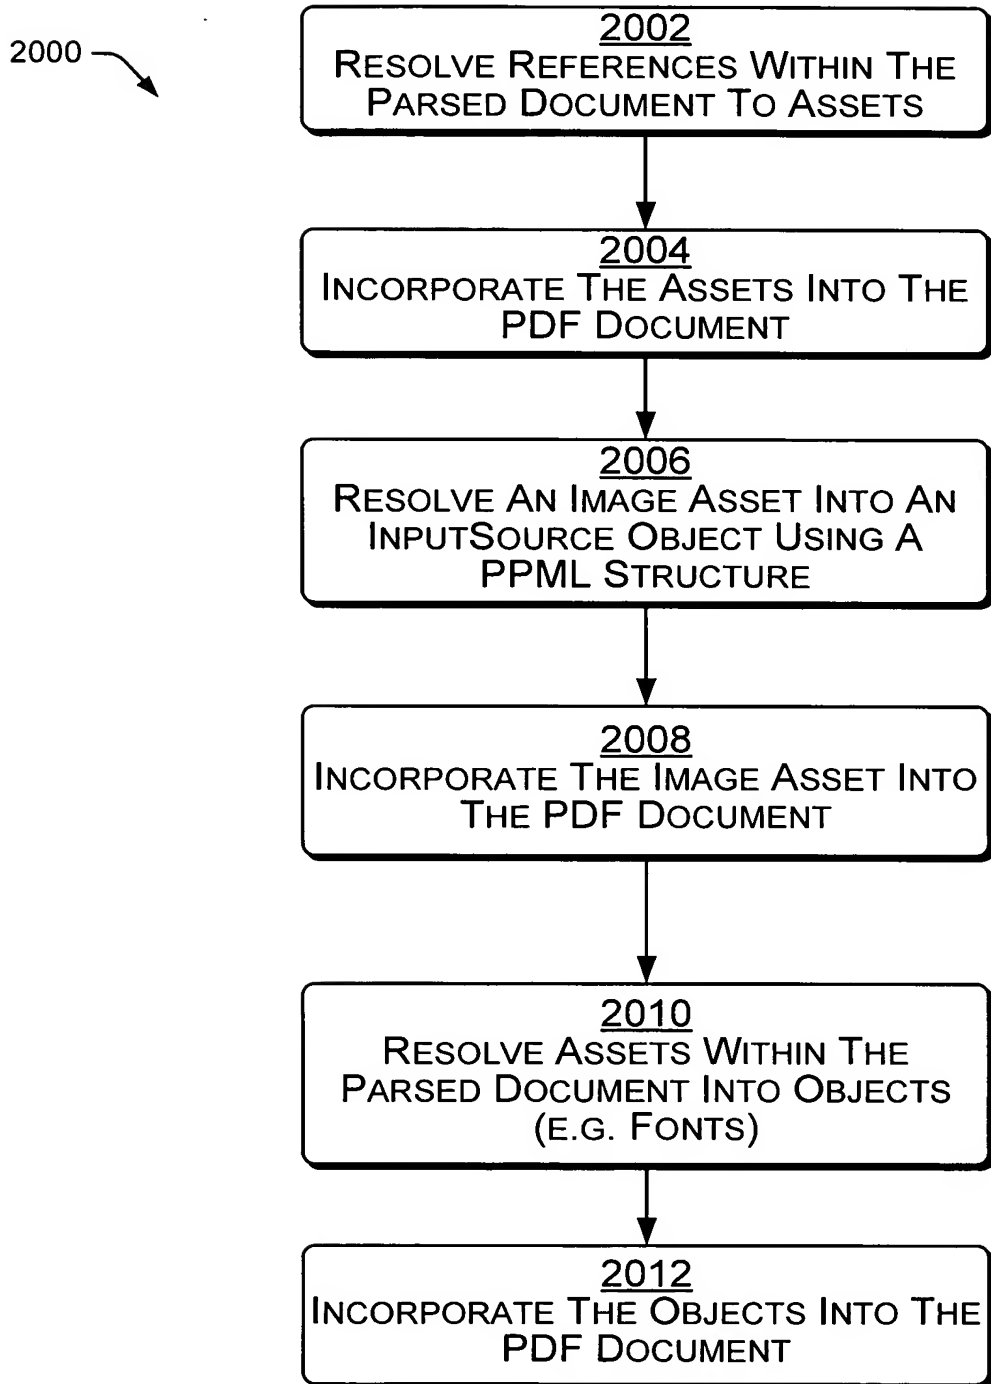 2000
2002
RESOLVE REFERENCES WITHIN THE
PARSED DOCUMENT TO ASSETS
2004
INCORPORATE THE ASSETS INTO THE
PDF DOCUMENT
2006
RESOLVE AN IMAGE ASSET INTO AN
INPUTSOURCE OBJECT USING A
PPML STRUCTURE
2008
INCORPORATE THE IMAGE ASSET INTO
THE PDF DOCUMENT
2010
RESOLVE ASSETS WITHIN THE
PARSED DOCUMENT INTO OBJECTS
(E.G. FONTS)
2012
INCORPORATE THE OBJECTS INTO THE
PDF DOCUMENT